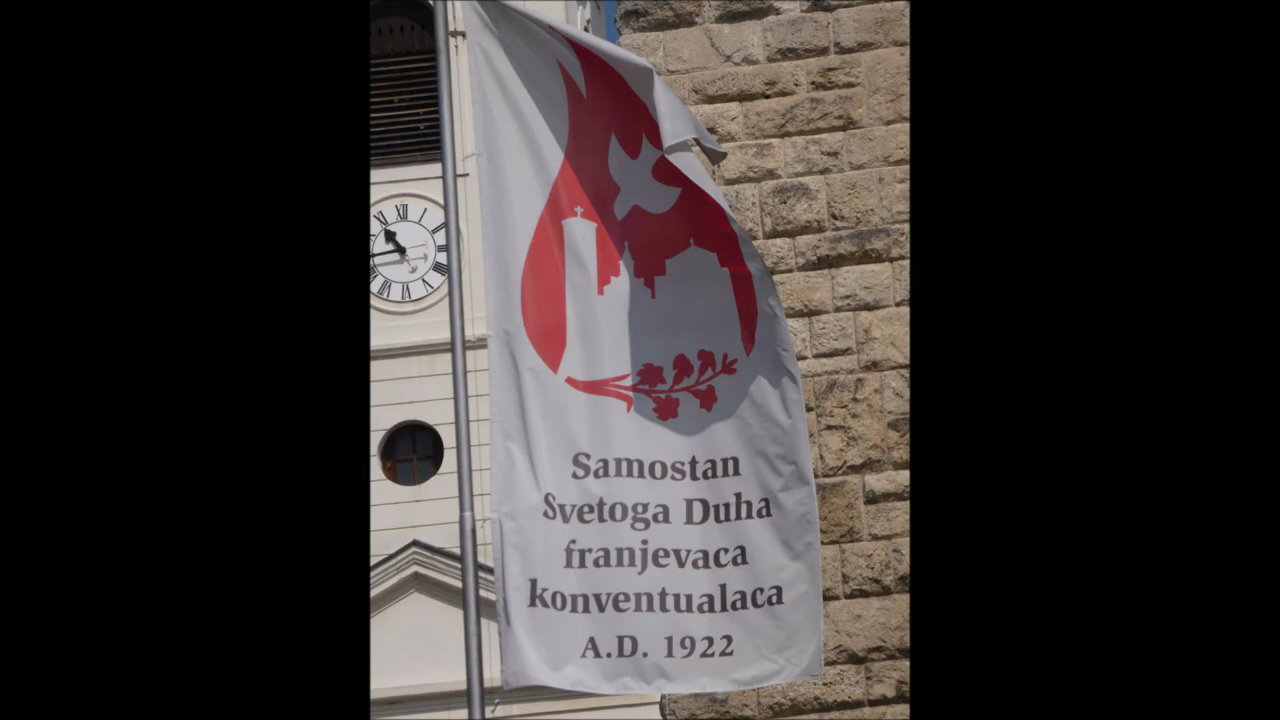 Samostan
Svetoga Duha
franjevaca
konventualaca
A.D. 1922